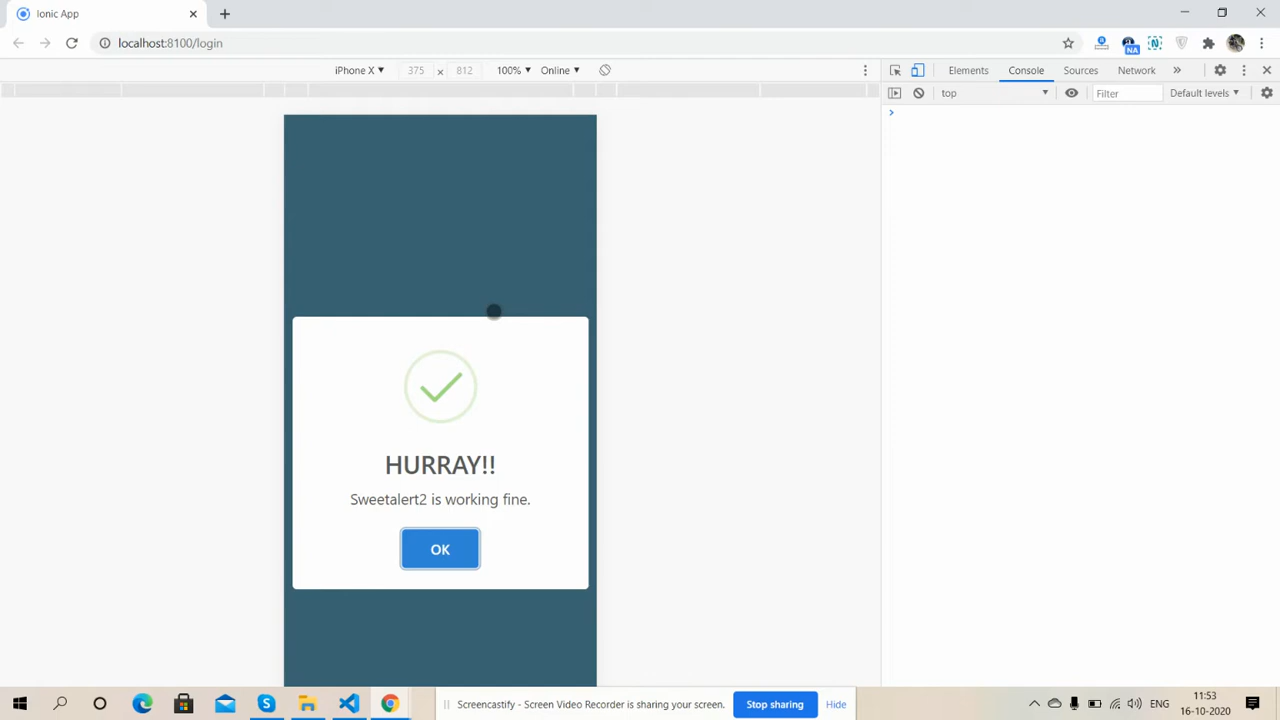 Ionic App
localhost:8100/login
NA
iPhone X 375 × 812 100% Online
Elements Console Sources Network »
top Filter Default levels
HURRAY!!
Sweetalert2 is working fine.
OK
Screencastify - Screen Video Recorder is sharing your screen. Stop sharing Hide
ENG
11:53
16-10-2020